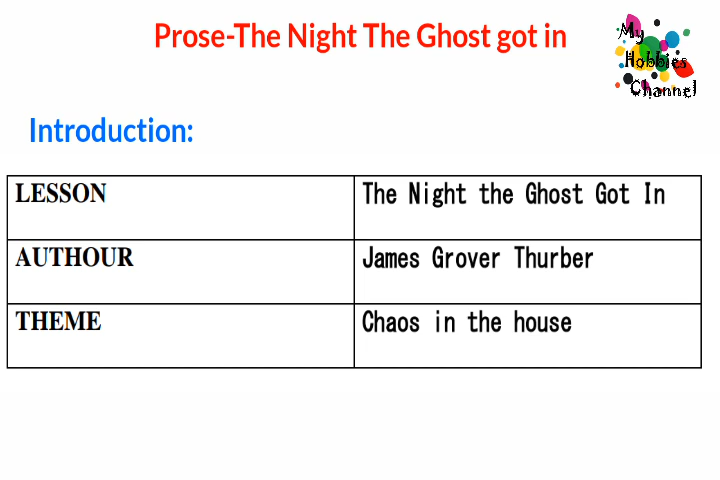 Prose-The Night The Ghost got in
My
Hobbies
Channel
Introduction:
LESSON The Night the Ghost Got In
AUTHOUR James Grover Thurber
THEME Chaos in the house